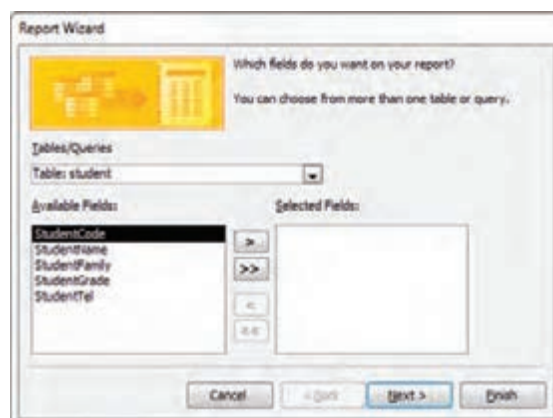 Report Wizard
Which fields do you want on your report?
You can choose from more than one table or query.
Tables/Queries
Table: student
Available Fields:
Selected Fields:
StudentCode
StudentName
StudentFamily
StudentGrade
StudentTel
>
>>
<
<<
Cancel
< Back
Next >
Finish